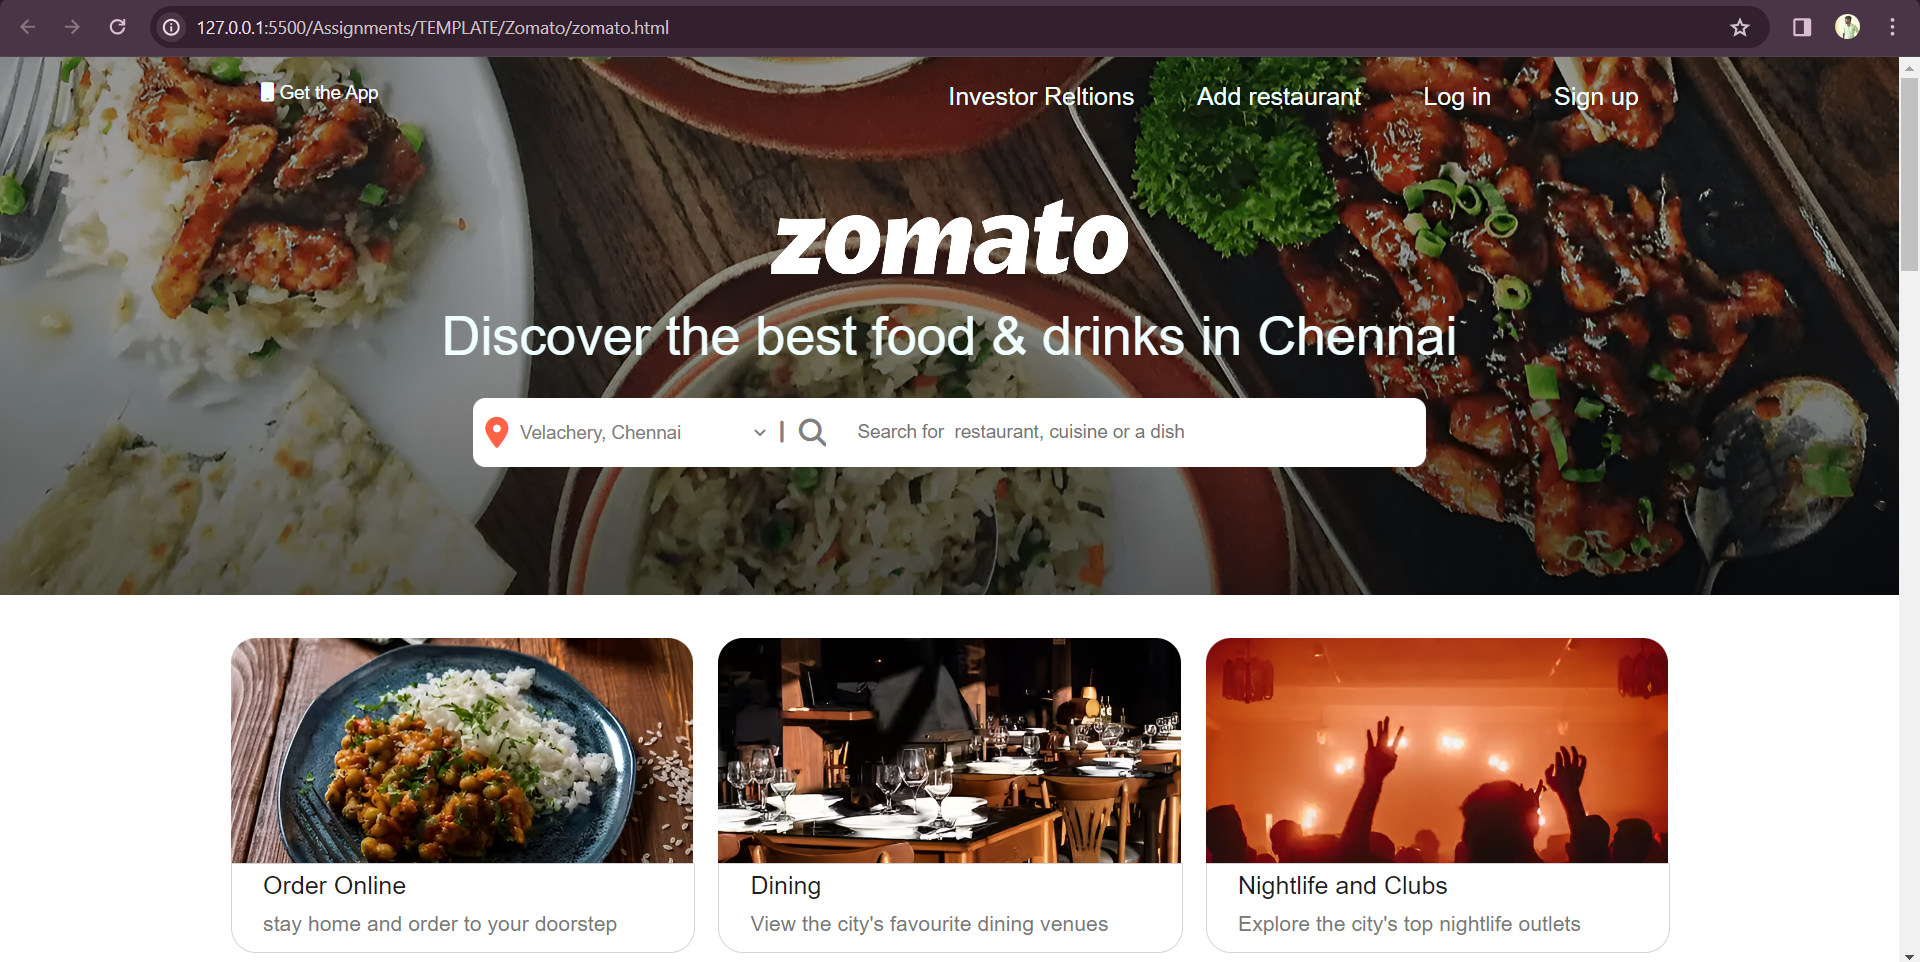 127.0.0.1:5500/Assignments/TEMPLATE/Zomato/zomato.html
Get the App
Investor Reltions
Add restaurant
Log in
Sign up
zomato
Discover the best food & drinks in Chennai
Velachery, Chennai
Search for  restaurant, cuisine or a dish
Order Online
stay home and order to your doorstep
Dining
View the city's favourite dining venues
Nightlife and Clubs
Explore the city's top nightlife outlets